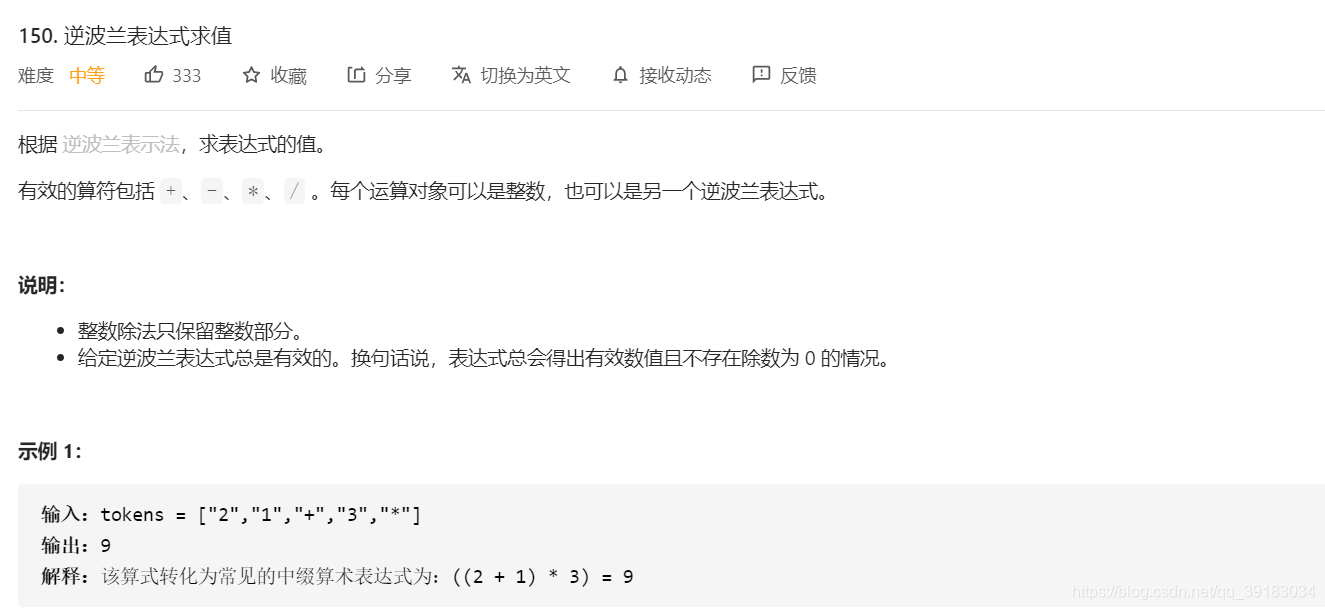 150. 逆波兰表达式求值
难度 中等 333 收藏 分享 切换为英文 接收动态 反馈
根据 逆波兰表示法，求表达式的值。
有效的算符包括 +、-、*、/ 。每个运算对象可以是整数，也可以是另一个逆波兰表达式。
说明：
• 整数除法只保留整数部分。
• 给定逆波兰表达式总是有效的。换句话说，表达式总会得出有效数值且不存在除数为 0 的情况。
示例 1：
输入：tokens = ["2","1","+","3","*"]
输出：9
解释：该算式转化为常见的中缀算术表达式为：((2 + 1) * 3) = 9
https://blog.csdn.net/qq_39183034